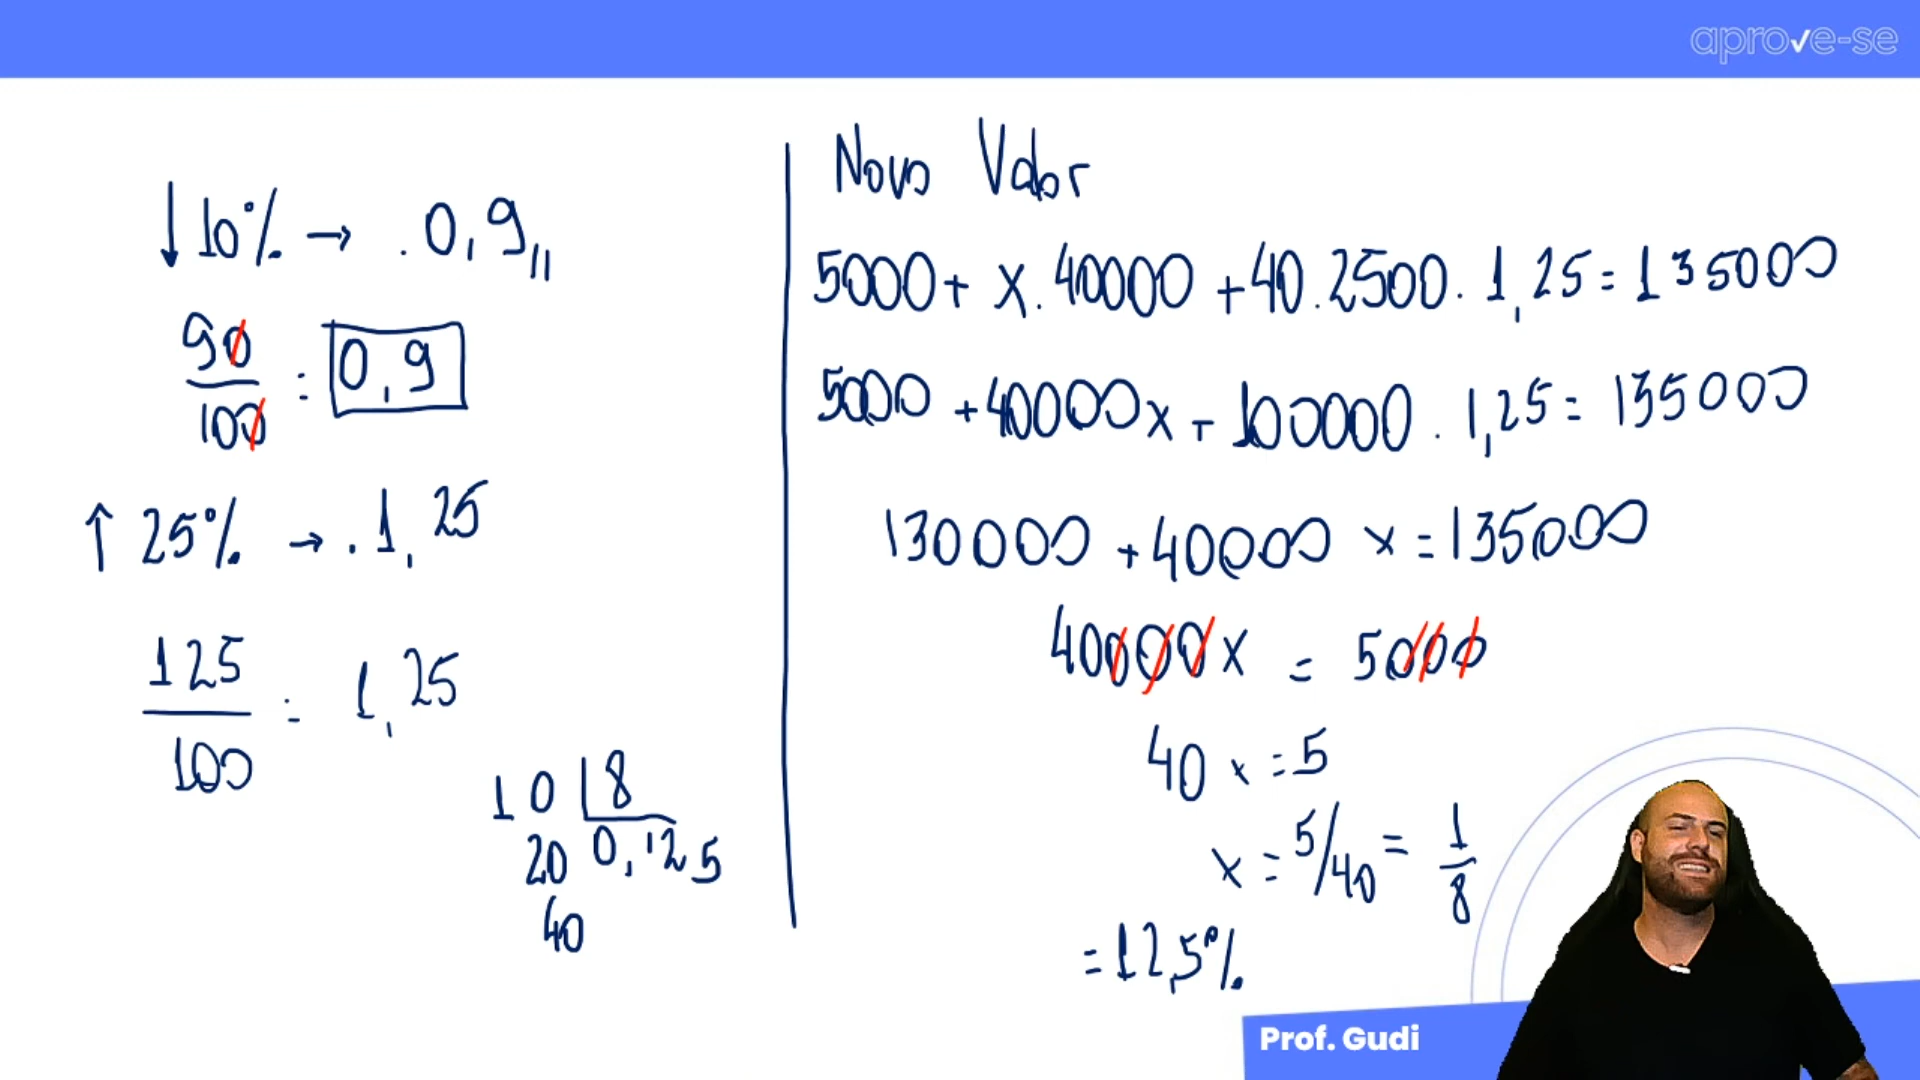 aprove-se
↓10% → .0,9
90/100 = 0,9
↑ 25% → .1,25
125/100 = 1,25
10 | 8
20 0,125
40
Novo Valor
5000 + x.40000 + 40.2500.1,25 = 135000
5000 + 40000x + 100000.1,25 = 135000
130000 + 40000 x = 135000
40000x = 5000
40 x = 5
x = 5/40 = 1/8
= 12,5%
Prof. Gudi